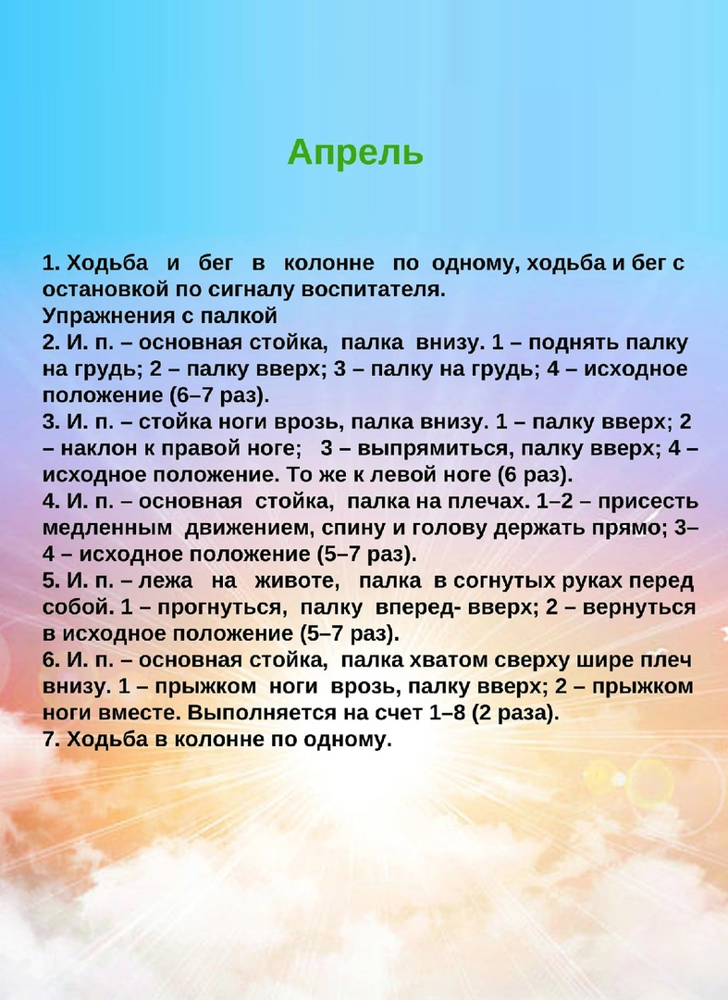 Апрель
1. Ходьба и бег в колонне по одному, ходьба и бег с
остановкой по сигналу воспитателя.
Упражнения с палкой
2. И. п. – основная стойка, палка внизу. 1 – поднять палку
на грудь; 2 – палку вверх; 3 – палку на грудь; 4 – исходное
положение (6–7 раз).
3. И. п. – стойка ноги врозь, палка внизу. 1 – палку вверх; 2
– наклон к правой ноге; 3 – выпрямиться, палку вверх; 4 –
исходное положение. То же к левой ноге (6 раз).
4. И. п. – основная стойка, палка на плечах. 1–2 – присесть
медленным движением, спину и голову держать прямо; 3–
4 – исходное положение (5–7 раз).
5. И. п. – лежа на животе, палка в согнутых руках перед
собой. 1 – прогнуться, палку вперед- вверх; 2 – вернуться
в исходное положение (5–7 раз).
6. И. п. – основная стойка, палка хватом сверху шире плеч
внизу. 1 – прыжком ноги врозь, палку вверх; 2 – прыжком
ноги вместе. Выполняется на счет 1–8 (2 раза).
7. Ходьба в колонне по одному.